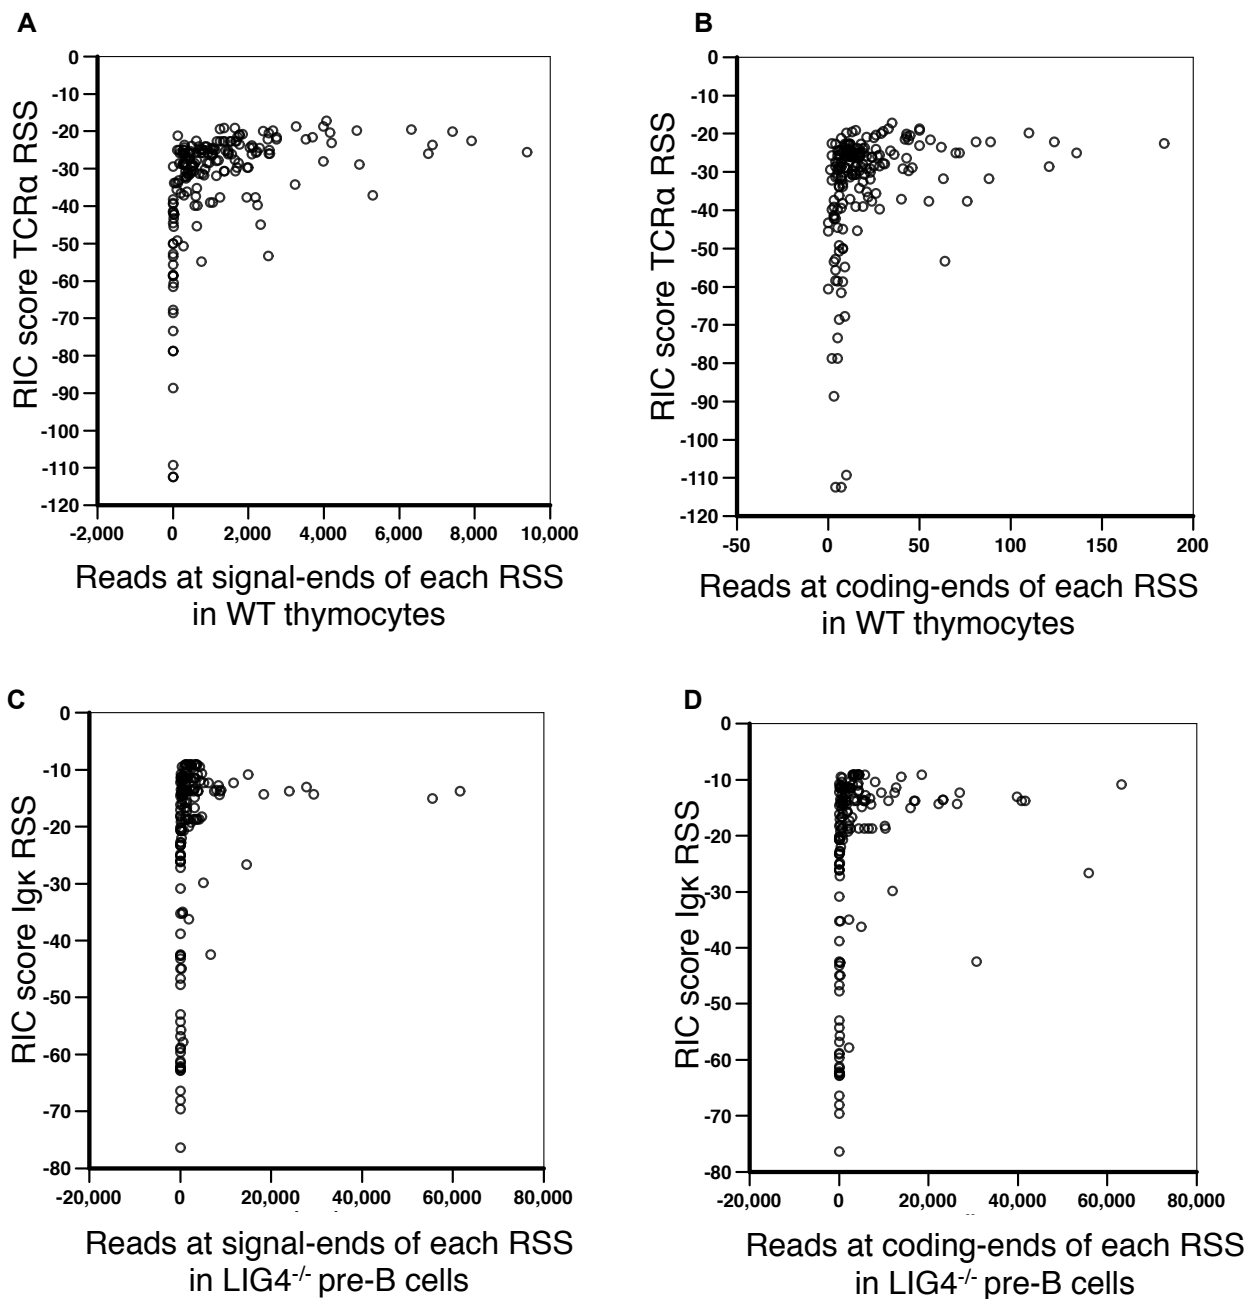 A
B
0
-10
-20
-30
-40
-50
-60
-70
-80
-90
-100
-110
-120
RIC score TCRα RSS
-2,000 0 2,000 4,000 6,000 8,000 10,000
Reads at signal-ends of each RSS
in WT thymocytes
0
-10
-20
-30
-40
-50
-60
-70
-80
-90
-100
-110
-120
RIC score TCRα RSS
-50 0 50 100 150 200
Reads at coding-ends of each RSS
in WT thymocytes
C
D
0
-10
-20
-30
-40
-50
-60
-70
-80
RIC score Igκ RSS
-20,000 0 20,000 40,000 60,000 80,000
Reads at signal-ends of each RSS
in LIG4-/- pre-B cells
0
-10
-20
-30
-40
-50
-60
-70
-80
RIC score Igκ RSS
-20,000 0 20,000 40,000 60,000 80,000
Reads at coding-ends of each RSS
in LIG4-/- pre-B cells